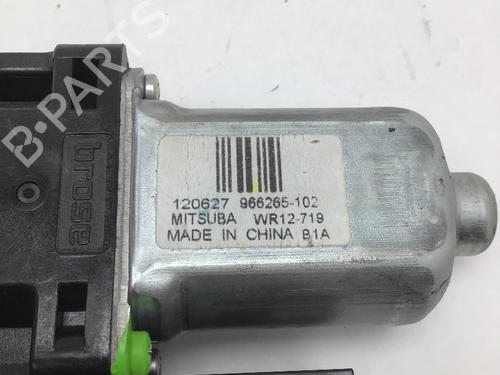 B-PARTS
brose
120627 966265-102
MITSUBA WR12-719
MADE IN CHINA B1A